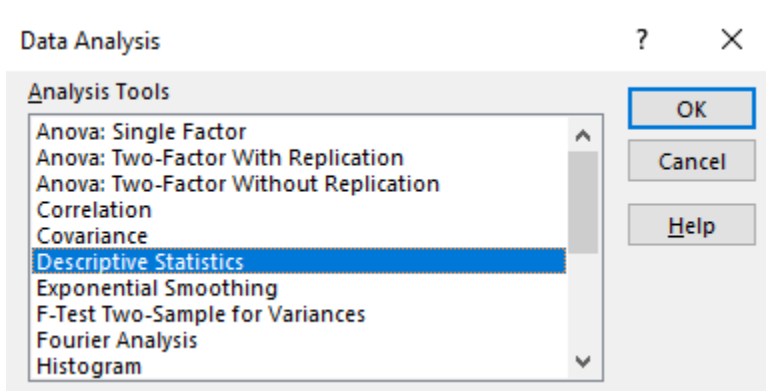 Data Analysis
?
Analysis Tools
Anova: Single Factor
Anova: Two-Factor With Replication
Anova: Two-Factor Without Replication
Correlation
Covariance
Descriptive Statistics
Exponential Smoothing
F-Test Two-Sample for Variances
Fourier Analysis
Histogram
OK
Cancel
Help